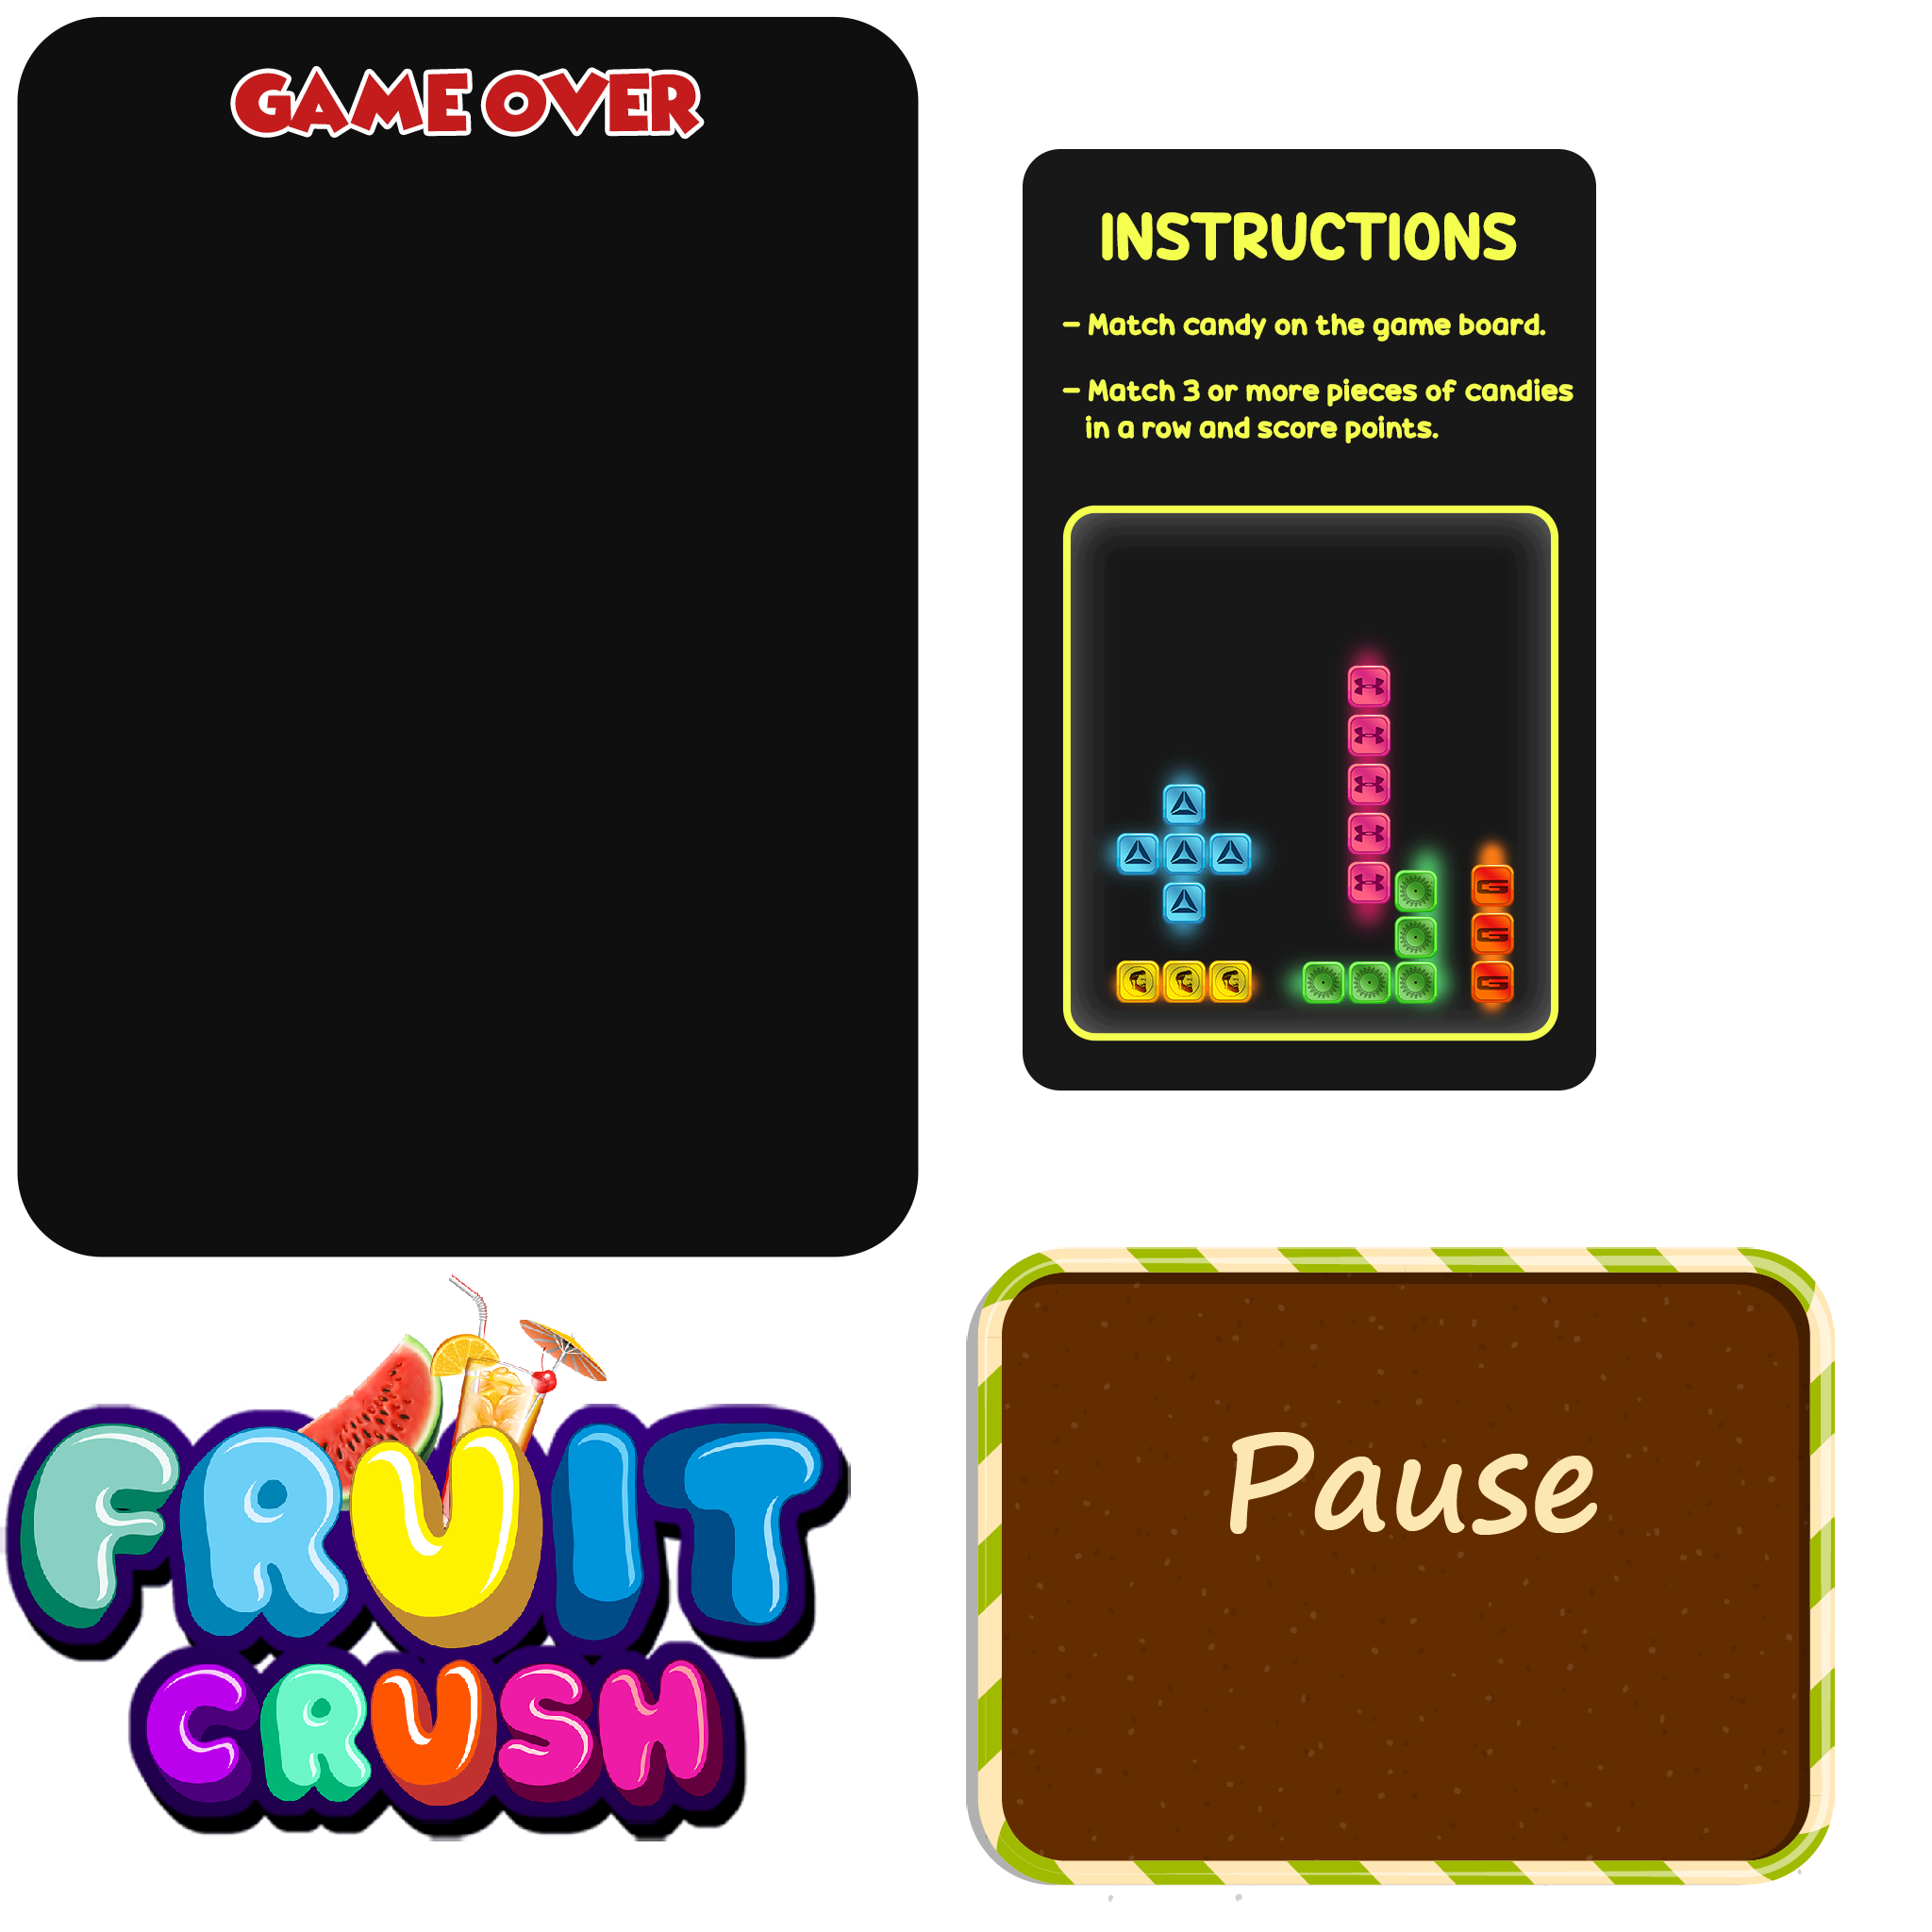 GAME OVER
INSTRUCTIONS
- Match candy on the game board.
- Match 3 or more pieces of candies
in a row and score points.
G
G
G
FRUIT
CRUSH
Pause